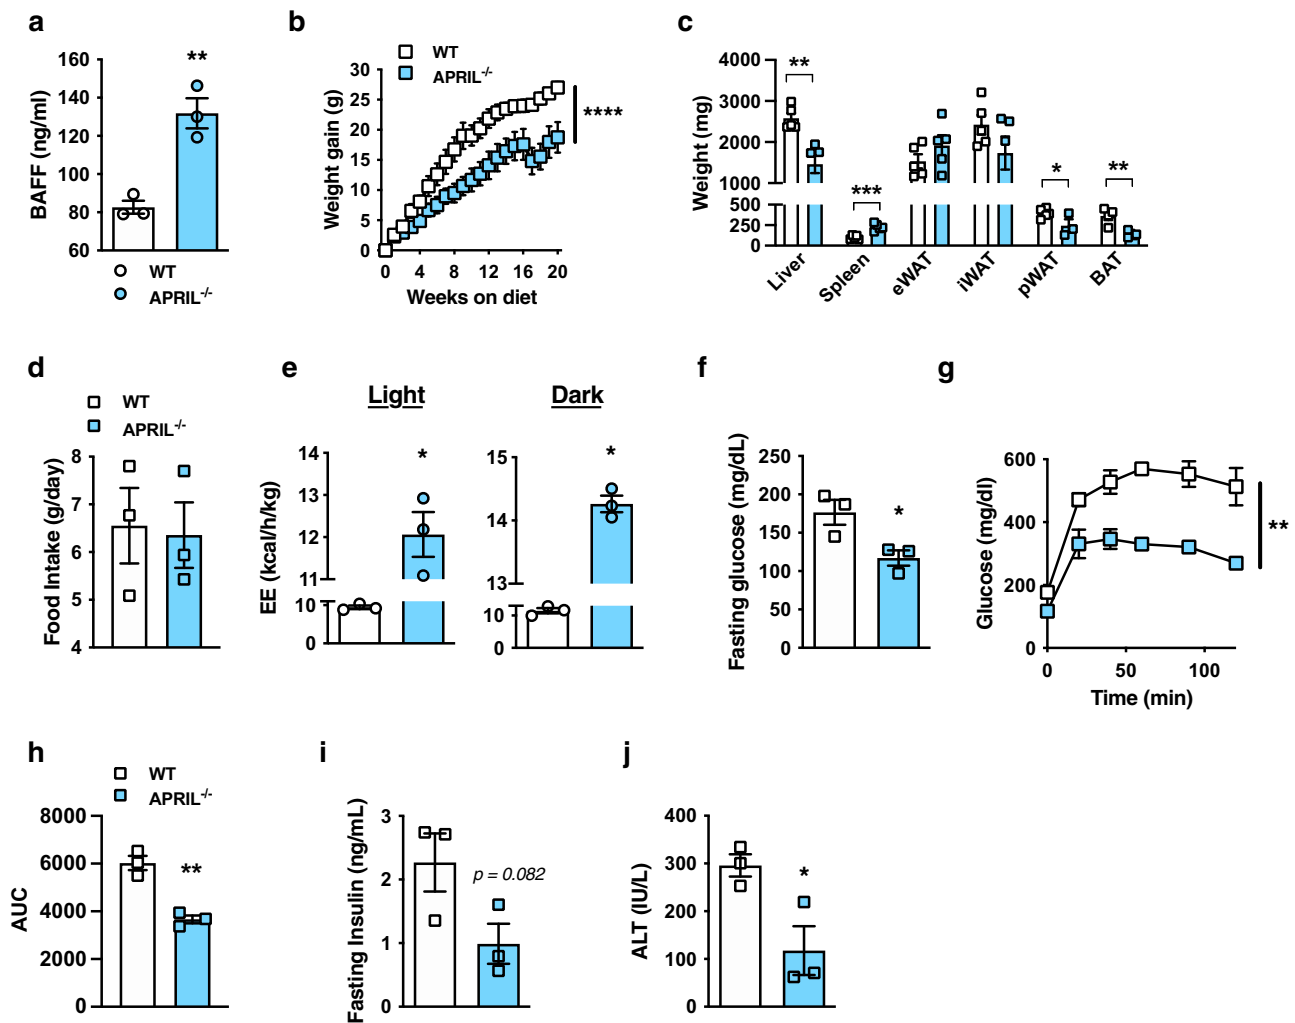 a
BAFF (ng/ml)
160
140
120
100
80
60
**
WT
APRIL-/-
b
WT
APRIL-/-
Weight gain (g)
30
25
20
15
10
5
0
****
0 4 8 12 16 20
Weeks on diet
c
Weight (mg)
4000
3000
2000
1000
500
250
0
** *** * **
Liver Spleen eWAT iWAT pWAT BAT
d
WT
APRIL-/-
Food Intake (g/day)
8
7
6
5
4
e
Light
EE (kcal/h/kg)
14
13
12
11
10
0
*
Dark
15
14
13
10
0
*
f
Fasting glucose (mg/dL)
250
200
150
100
50
0
*
g
Glucose (mg/dl)
600
400
200
0
**
0 50 100
Time (min)
h
WT
APRIL-/-
AUC
8000
6000
4000
2000
0
**
i
Fasting Insulin (ng/mL)
3
2
1
0
p = 0.082
j
ALT (IU/L)
400
300
200
100
0
*